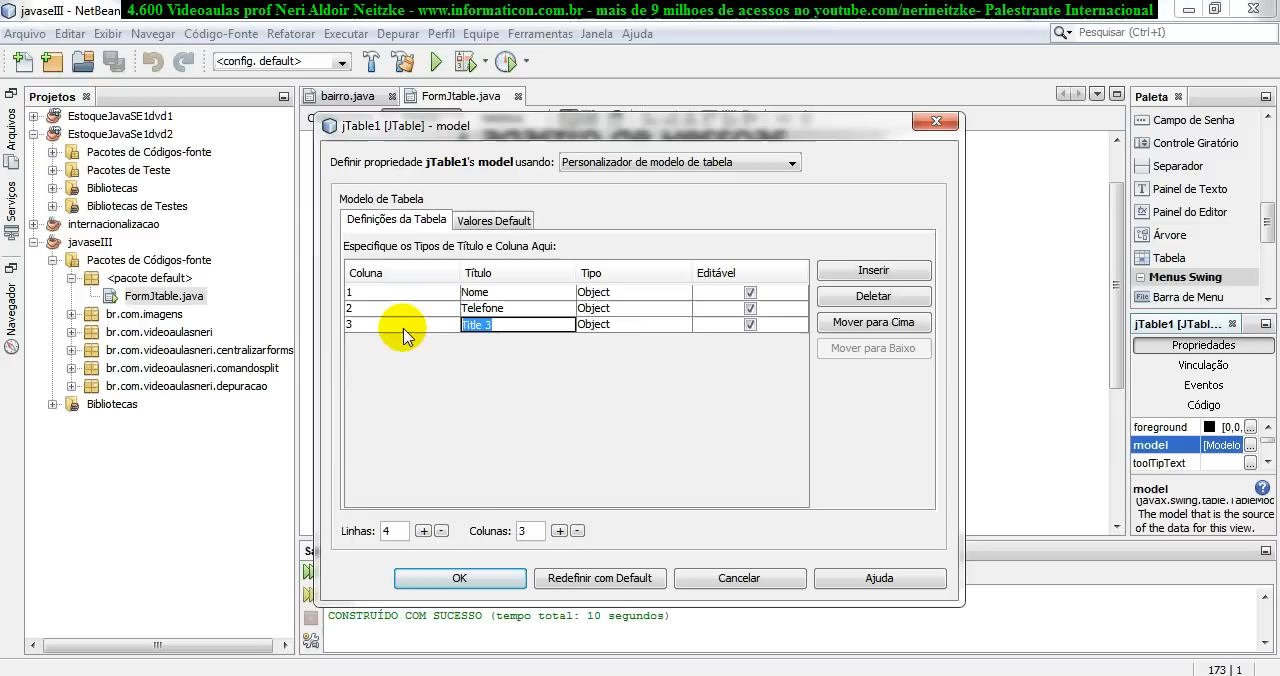 javaseIII - NetBean
4.600 Videoaulas prof Neri Aldoir Neitzke - www.informaticon.com.br - mais de 9 milhoes de acessos no youtube.com/nerineitzke- Palestrante Internacional
Arquivo Editar Exibir Navegar Código-Fonte Refatorar Executar Depurar Perfil Equipe Ferramentas Janela Ajuda
Pesquisar (Ctrl+I)
<config. default>
Arquivos
Serviços
Navegador
Projetos
EstoqueJavaSE1dvd1
EstoqueJavaSe1dvd2
Pacotes de Códigos-fonte
Pacotes de Teste
Bibliotecas
Bibliotecas de Testes
internacionalizacao
javaseIII
Pacotes de Códigos-fonte
<pacote default>
FormJtable.java
br.com.imagens
br.com.videoaulasneri
br.com.videoaulasneri.centralizarforms
br.com.videoaulasneri.comandosplit
br.com.videoaulasneri.depuracao
Bibliotecas
bairro.java
FormJtable.java
jTable1 [JTable] - model
Definir propriedade jTable1's model usando: Personalizador de modelo de tabela
Modelo de Tabela
Definições da Tabela Valores Default
Especifique os Tipos de Título e Coluna Aqui:
Coluna Título Tipo Editável
1 Nome Object
2 Telefone Object
3 Title 3 Object
Inserir
Deletar
Mover para Cima
Mover para Baixo
Linhas: 4 + - Colunas: 3 + -
OK Redefinir com Default Cancelar Ajuda
CONSTRUÍDO COM SUCESSO (tempo total: 10 segundos)
Paleta
Campo de Senha
Controle Giratório
Separador
Painel de Texto
Painel do Editor
Árvore
Tabela
Menus Swing
Barra de Menu
jTable1 [JTabl...
Propriedades
Vinculação
Eventos
Código
foreground [0,0, ...
model [Modelo ...
toolTipText ...
model
(javax.swing.table.TableMod
The model that is the source
of the data for this view.
173 | 1